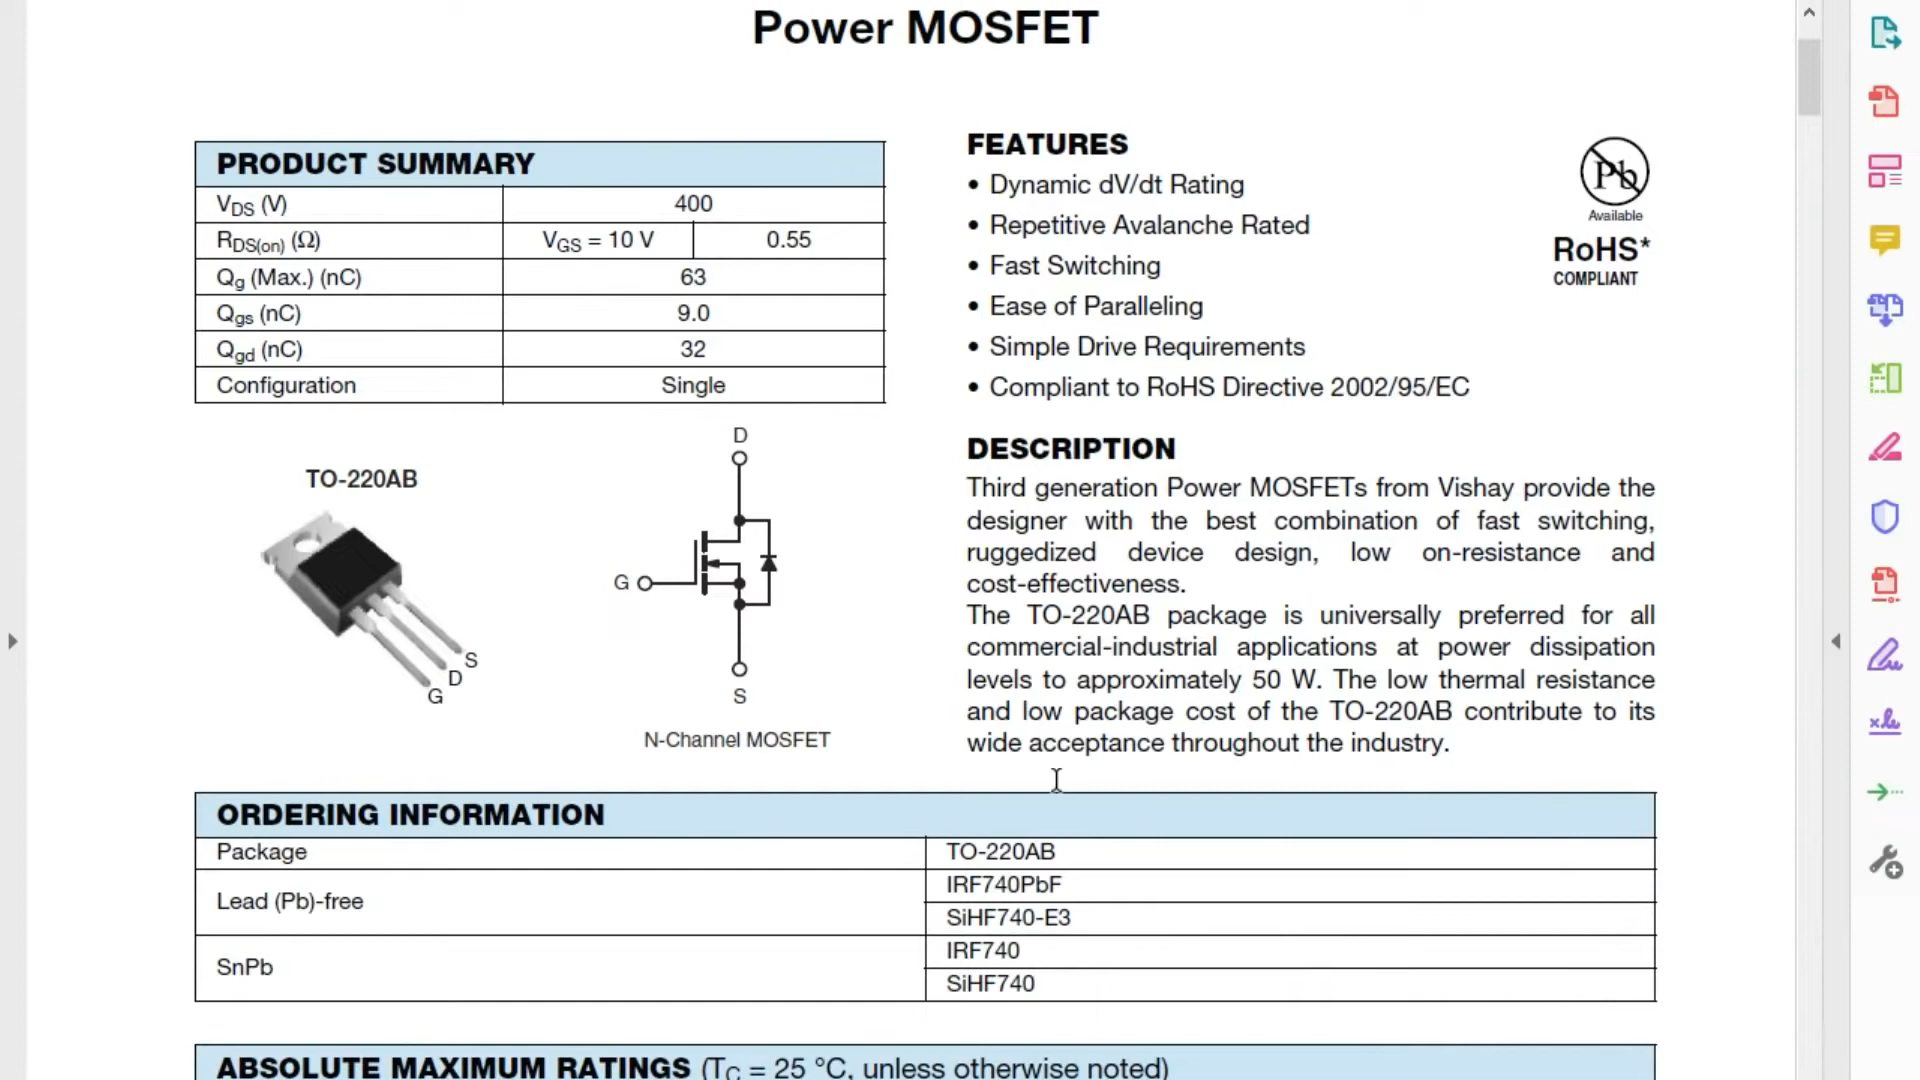 Power MOSFET
PRODUCT SUMMARY
VDS (V) 400
RDS(on) (Ω) VGS = 10 V 0.55
Qg (Max.) (nC) 63
Qgs (nC) 9.0
Qgd (nC) 32
Configuration Single
TO-220AB
S
D
G
D
G
S
N-Channel MOSFET
FEATURES
• Dynamic dV/dt Rating
• Repetitive Avalanche Rated
• Fast Switching
• Ease of Paralleling
• Simple Drive Requirements
• Compliant to RoHS Directive 2002/95/EC
Pb
Available
RoHS*
COMPLIANT
DESCRIPTION
Third generation Power MOSFETs from Vishay provide the
designer with the best combination of fast switching,
ruggedized device design, low on-resistance and
cost-effectiveness.
The TO-220AB package is universally preferred for all
commercial-industrial applications at power dissipation
levels to approximately 50 W. The low thermal resistance
and low package cost of the TO-220AB contribute to its
wide acceptance throughout the industry.
ORDERING INFORMATION
Package TO-220AB
Lead (Pb)-free
IRF740PbF
SiHF740-E3
SnPb
IRF740
SiHF740
ABSOLUTE MAXIMUM RATINGS (TC = 25 °C, unless otherwise noted)